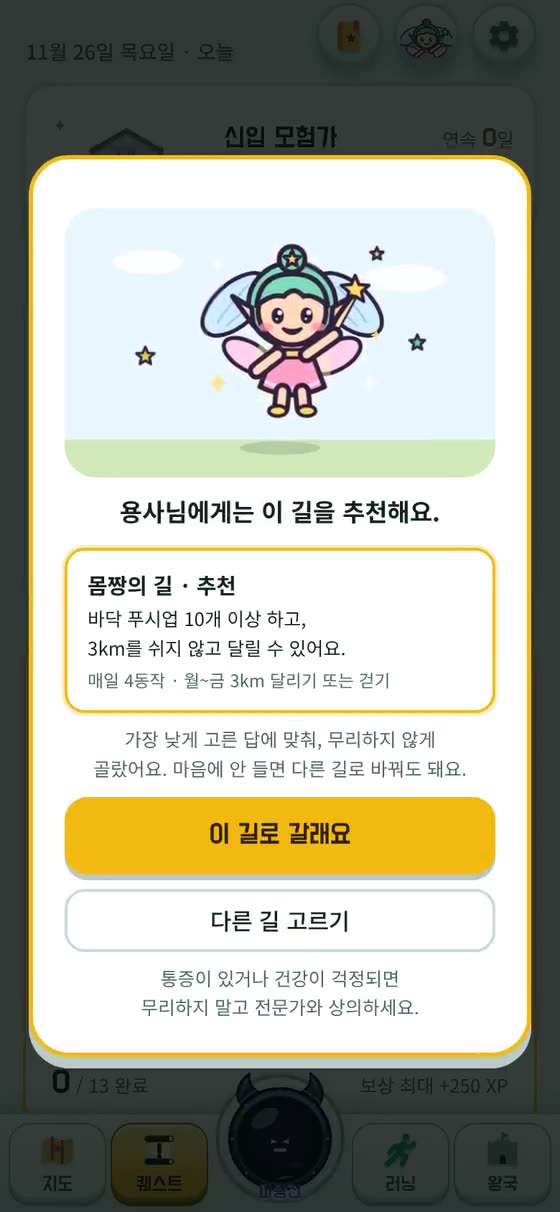 11월 26일 목요일 · 오늘
신입 모험가
연속 0일
용사님에게는 이 길을 추천해요.
몸짱의 길 · 추천
바닥 푸시업 10개 이상 하고,
3km를 쉬지 않고 달릴 수 있어요.
매일 4동작 · 월~금 3km 달리기 또는 걷기
가장 낮게 고른 답에 맞춰, 무리하지 않게
골랐어요. 마음에 안 들면 다른 길로 바꿔도 돼요.
이 길로 갈래요
다른 길 고르기
통증이 있거나 건강이 걱정되면
무리하지 말고 전문가와 상의하세요.
0 / 13 완료
보상 최대 +250 XP
지도
퀘스트
러닝
왕국